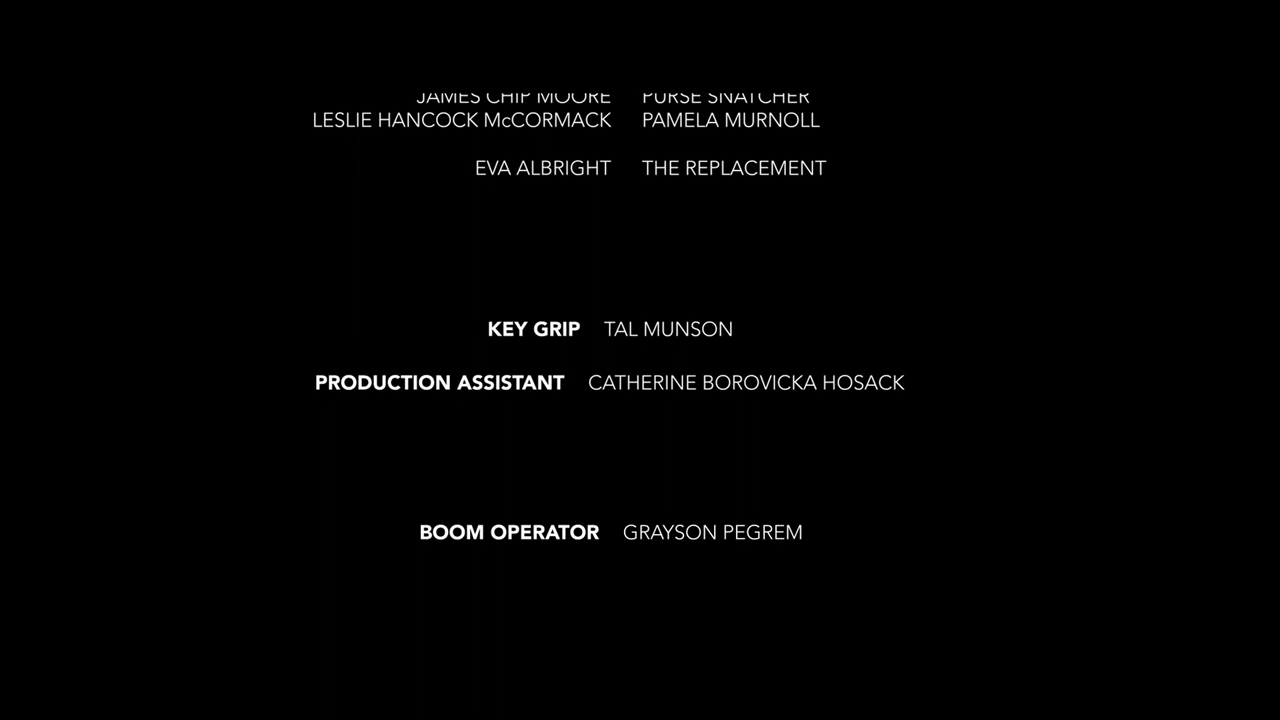 JAMES CHIP MOORE PURSE SNATCHER
LESLIE HANCOCK McCORMACK PAMELA MURNOLL
EVA ALBRIGHT THE REPLACEMENT
KEY GRIP TAL MUNSON
PRODUCTION ASSISTANT CATHERINE BOROVICKA HOSACK
BOOM OPERATOR GRAYSON PEGREM